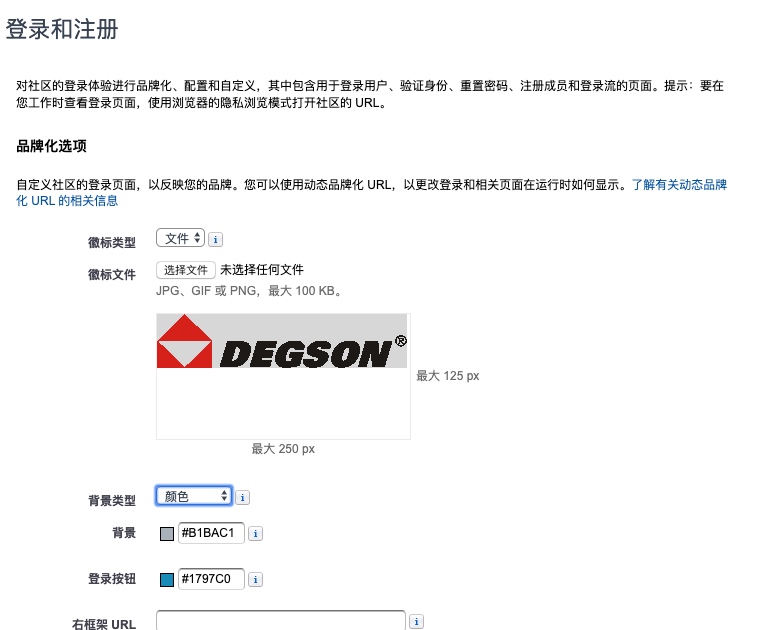 登录和注册
对社区的登录体验进行品牌化、配置和自定义，其中包含用于登录用户、验证身份、重置密码、注册成员和登录流的页面。提示：要在
您工作时查看登录页面，使用浏览器的隐私浏览模式打开社区的 URL。
品牌化选项
自定义社区的登录页面，以反映您的品牌。您可以使用动态品牌化 URL，以更改登录和相关页面在运行时如何显示。了解有关动态品牌
化 URL 的相关信息
徽标类型 文件 i
徽标文件 选择文件 未选择任何文件
JPG、GIF 或 PNG，最大 100 KB。
DEGSON®
最大 125 px
最大 250 px
背景类型 颜色 i
背景 #B1BAC1 i
登录按钮 #1797C0 i
右框架 URL i